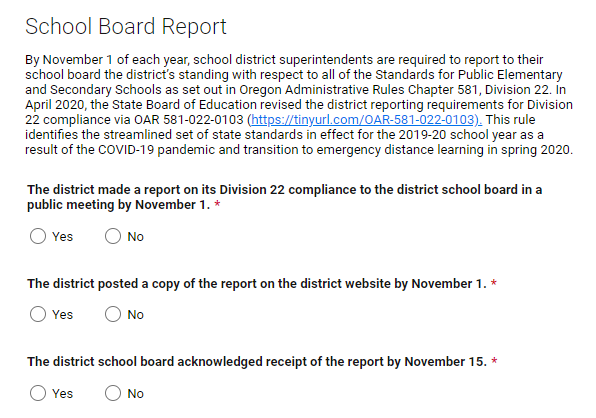 School Board Report
By November 1 of each year, school district superintendents are required to report to their
school board the district's standing with respect to all of the Standards for Public Elementary
and Secondary Schools as set out in Oregon Administrative Rules Chapter 581, Division 22. In
April 2020, the State Board of Education revised the district reporting requirements for Division
22 compliance via OAR 581-022-0103 (https://tinyurl.com/OAR-581-022-0103). This rule
identifies the streamlined set of state standards in effect for the 2019-20 school year as a
result of the COVID-19 pandemic and transition to emergency distance learning in spring 2020.
The district made a report on its Division 22 compliance to the district school board in a
public meeting by November 1. *
Yes No
The district posted a copy of the report on the district website by November 1. *
Yes No
The district school board acknowledged receipt of the report by November 15. *
Yes No